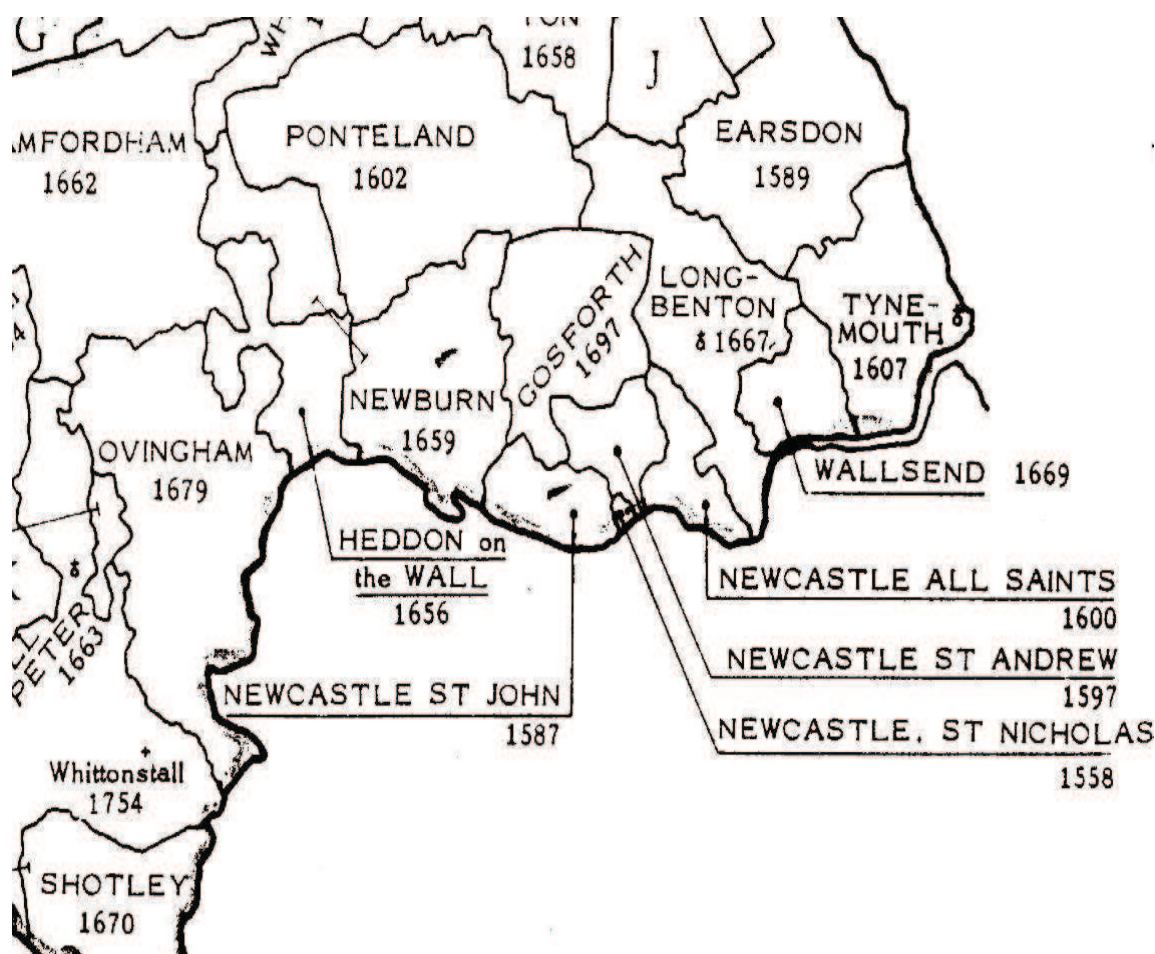 G
1658
J
PONTELAND
1602
EARSDON
1589
AMFORDHAM
1662
GOSFORTH
1697
LONG-
BENTON
1667
TYNE-
MOUTH
1607
NEWBURN
1659
OVINGHAM
1679
WALLSEND 1669
HEDDON on
the WALL
1656
NEWCASTLE ALL SAINTS
1600
PETER
1663
NEWCASTLE ST ANDREW
1597
NEWCASTLE ST JOHN
1587
NEWCASTLE, ST NICHOLAS
1558
Whittonstall
1754
SHOTLEY
1670